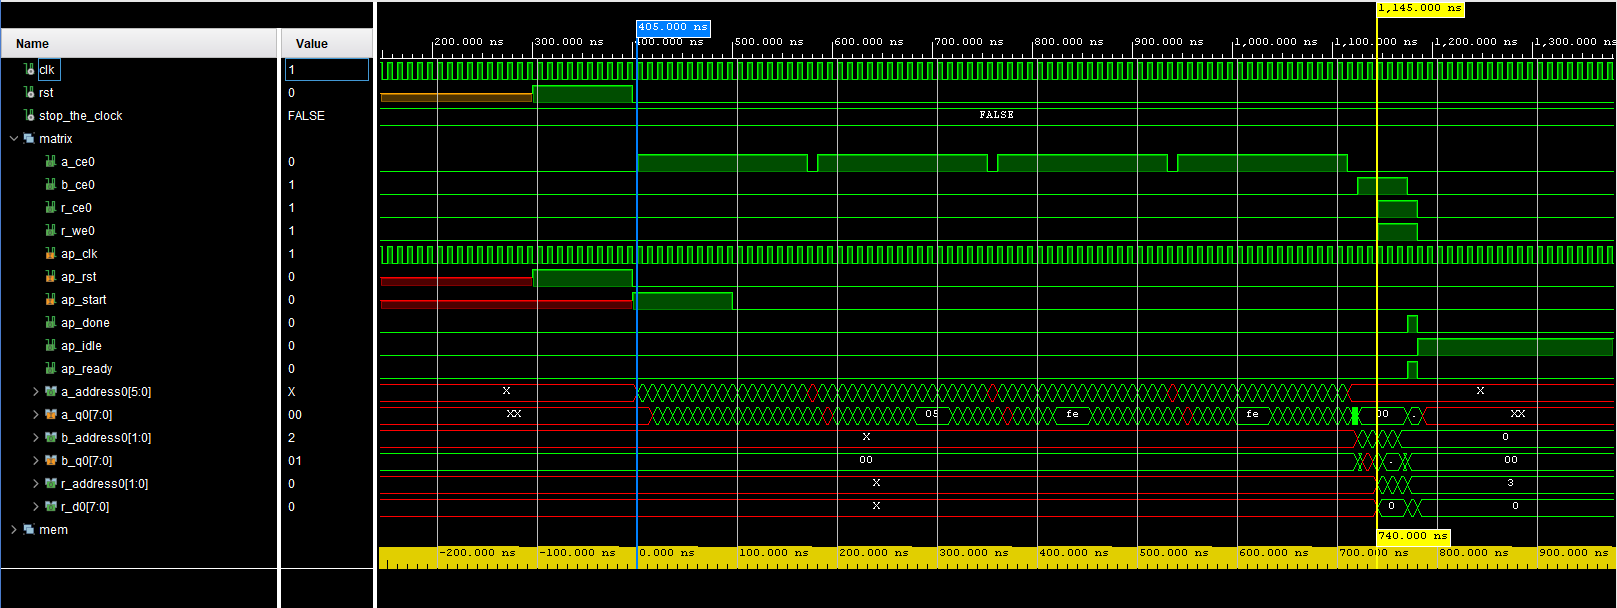 1,145.000 ns
405.000 ns
Name Value
200.000 ns 300.000 ns 400.000 ns 500.000 ns 600.000 ns 700.000 ns 800.000 ns 900.000 ns 1,000.000 ns 1,100.000 ns 1,200.000 ns 1,300.000 ns
clk 1
rst 0
stop_the_clock FALSE FALSE
matrix
a_ce0 0
b_ce0 1
r_ce0 1
r_we0 1
ap_clk 1
ap_rst 0
ap_start 0
ap_done 0
ap_idle 0
ap_ready 0
a_address0[5:0] X X X
a_q0[7:0] 00 XX 05 fe fe 00 . XX
b_address0[1:0] 2 X 0
b_q0[7:0] 01 00 . 00
r_address0[1:0] 0 X 3
r_d0[7:0] 0 X 0 0
mem
740.000 ns
-200.000 ns -100.000 ns 0.000 ns 100.000 ns 200.000 ns 300.000 ns 400.000 ns 500.000 ns 600.000 ns 700.000 ns 800.000 ns 900.000 ns